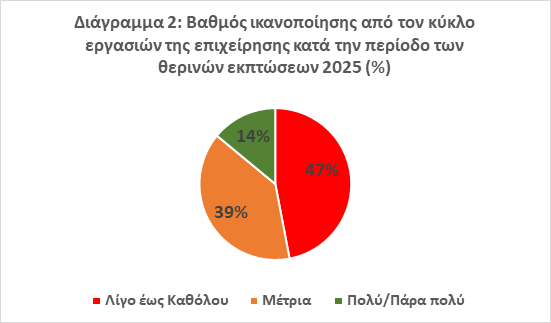 Διάγραμμα 2: Βαθμός ικανοποίησης από τον κύκλο
εργασιών της επιχείρησης κατά την περίοδο των
θερινών εκπτώσεων 2025 (%)
14%
47%
39%
Λίγο έως Καθόλου Μέτρια Πολύ/Πάρα πολύ